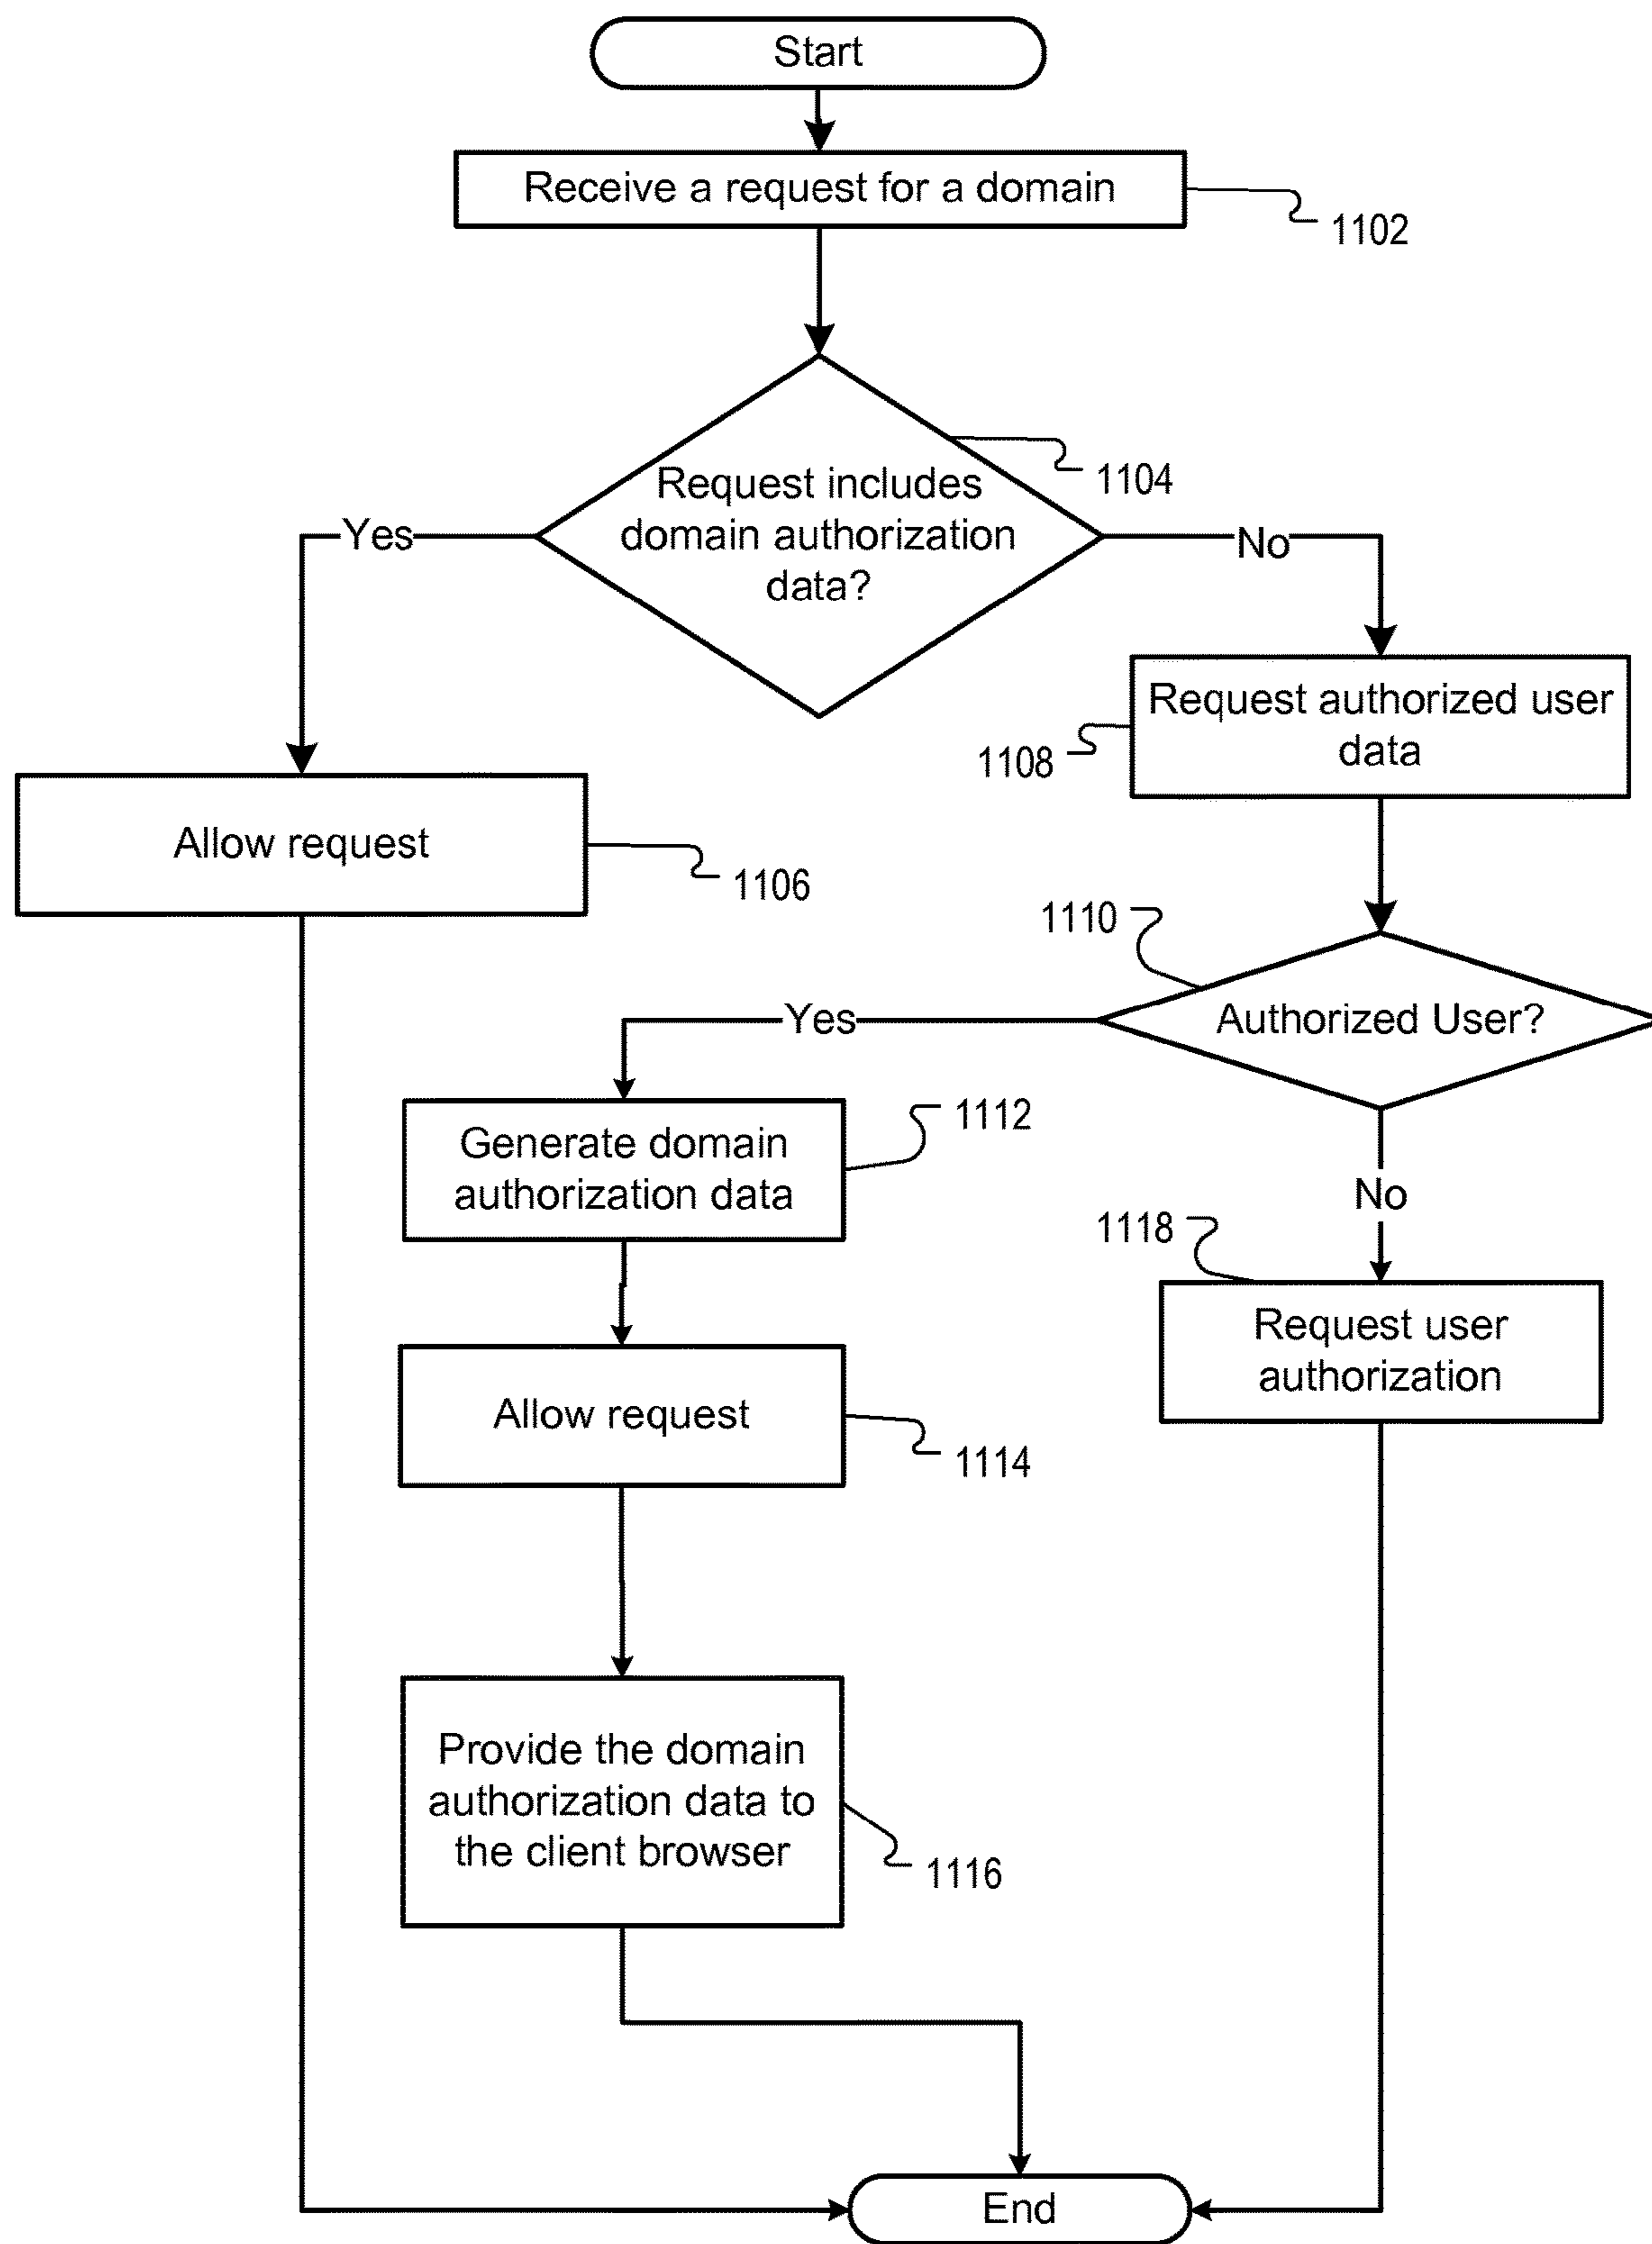 Start
Receive a request for a domain
1102
Request includes
domain authorization
data?
1104
Yes
No
Request authorized user
data
1108
Allow request
1106
1110
Authorized User?
Yes
Generate domain
authorization data
1112
No
1118
Request user
authorization
Allow request
1114
Provide the domain
authorization data to
the client browser
1116
End